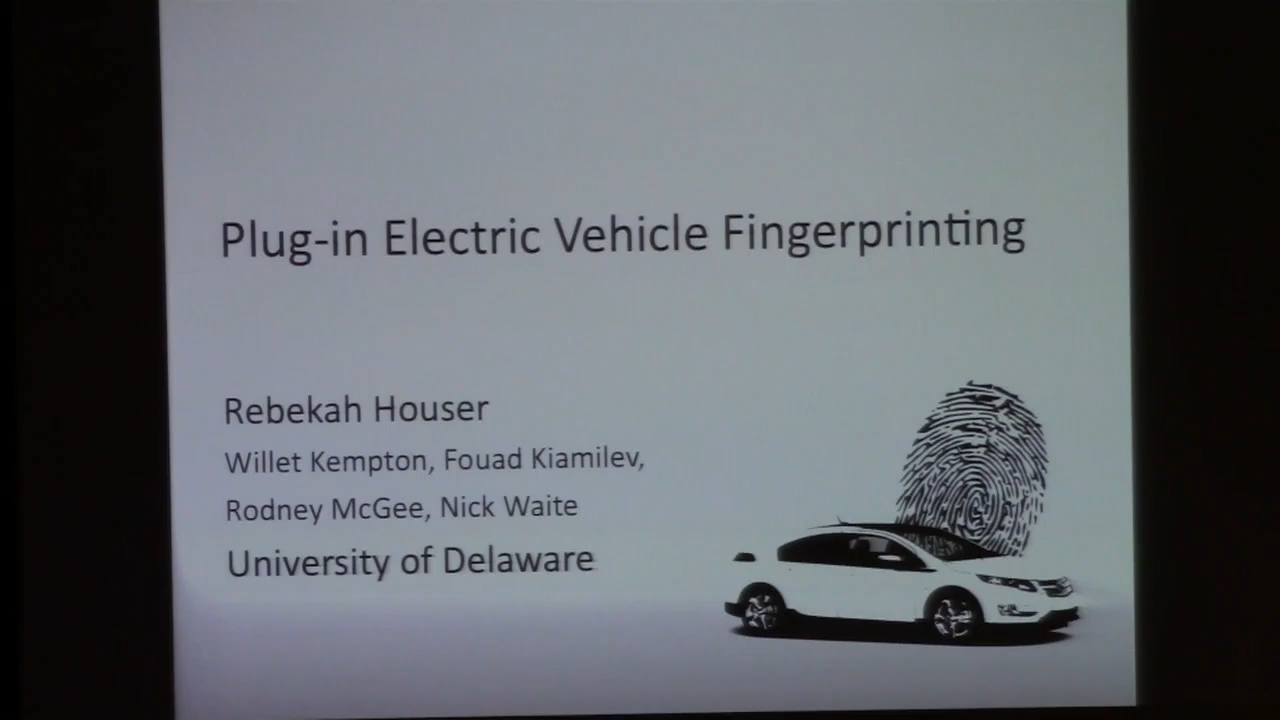 Plug-in Electric Vehicle Fingerprinting
Rebekah Houser
Willet Kempton, Fouad Kiamilev,
Rodney McGee, Nick Waite
University of Delaware